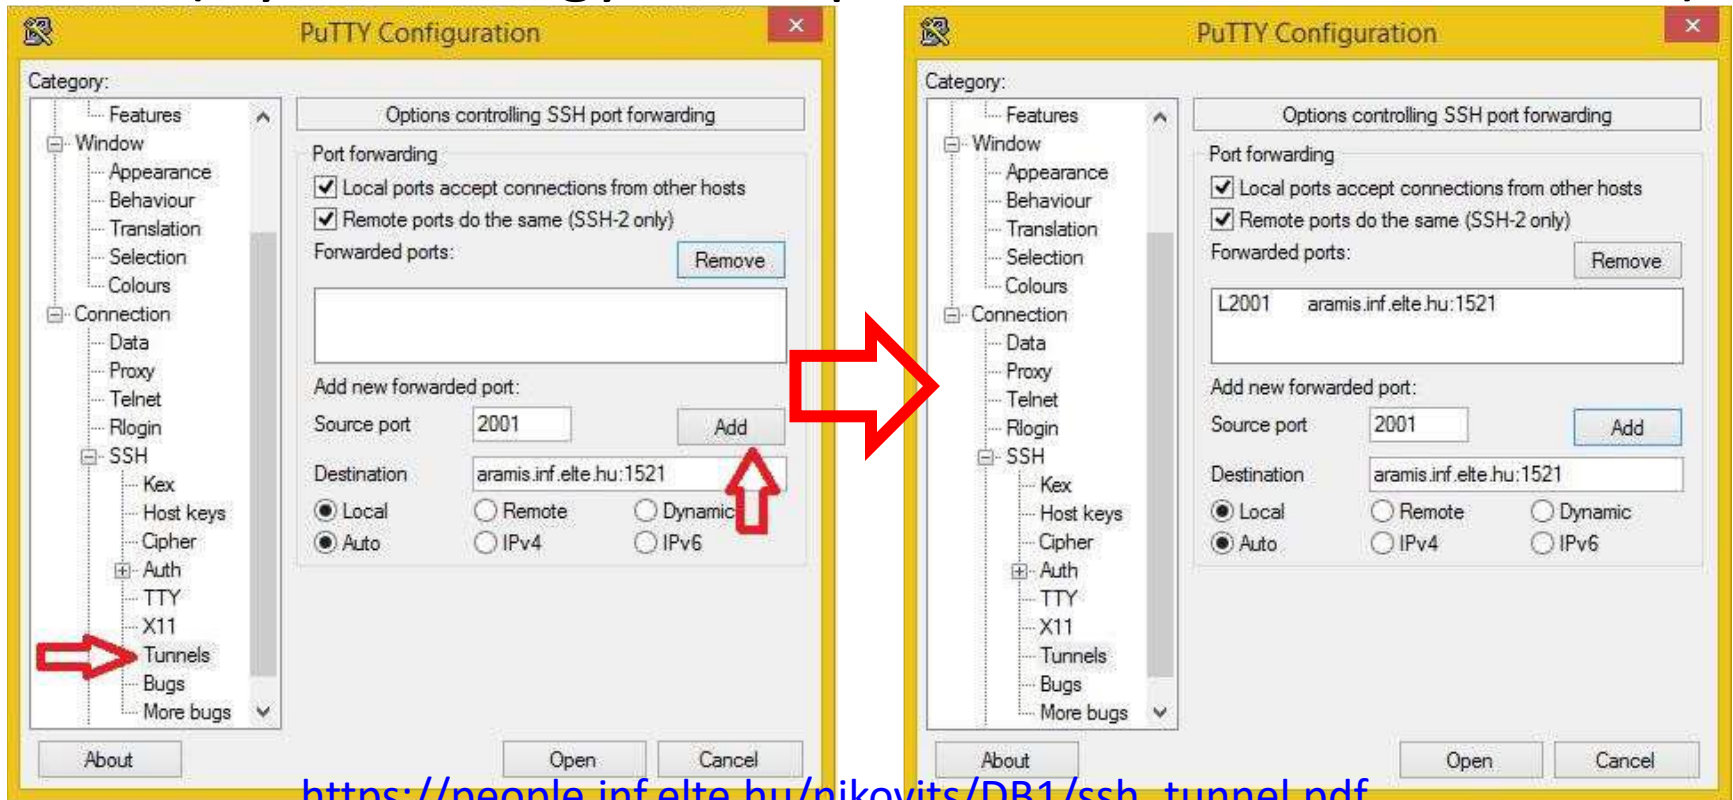 PuTTY Configuration
Category:
Features
Window
Appearance
Behaviour
Translation
Selection
Colours
Connection
Data
Proxy
Telnet
Rlogin
SSH
Kex
Host keys
Cipher
Auth
TTY
X11
Tunnels
Bugs
More bugs
Options controlling SSH port forwarding
Port forwarding
Local ports accept connections from other hosts
Remote ports do the same (SSH-2 only)
Forwarded ports:
Remove
Add new forwarded port:
Source port 2001 Add
Destination aramis.inf.elte.hu:1521
Local Remote Dynamic
Auto IPv4 IPv6
About Open Cancel
PuTTY Configuration
Category:
Features
Window
Appearance
Behaviour
Translation
Selection
Colours
Connection
Data
Proxy
Telnet
Rlogin
SSH
Kex
Host keys
Cipher
Auth
TTY
X11
Tunnels
Bugs
More bugs
Options controlling SSH port forwarding
Port forwarding
Local ports accept connections from other hosts
Remote ports do the same (SSH-2 only)
Forwarded ports:
Remove
L2001 aramis.inf.elte.hu:1521
Add new forwarded port:
Source port 2001 Add
Destination aramis.inf.elte.hu:1521
Local Remote Dynamic
Auto IPv4 IPv6
About Open Cancel
https://people.inf.elte.hu/nikovits/DB1/ssh_tunnel.pdf